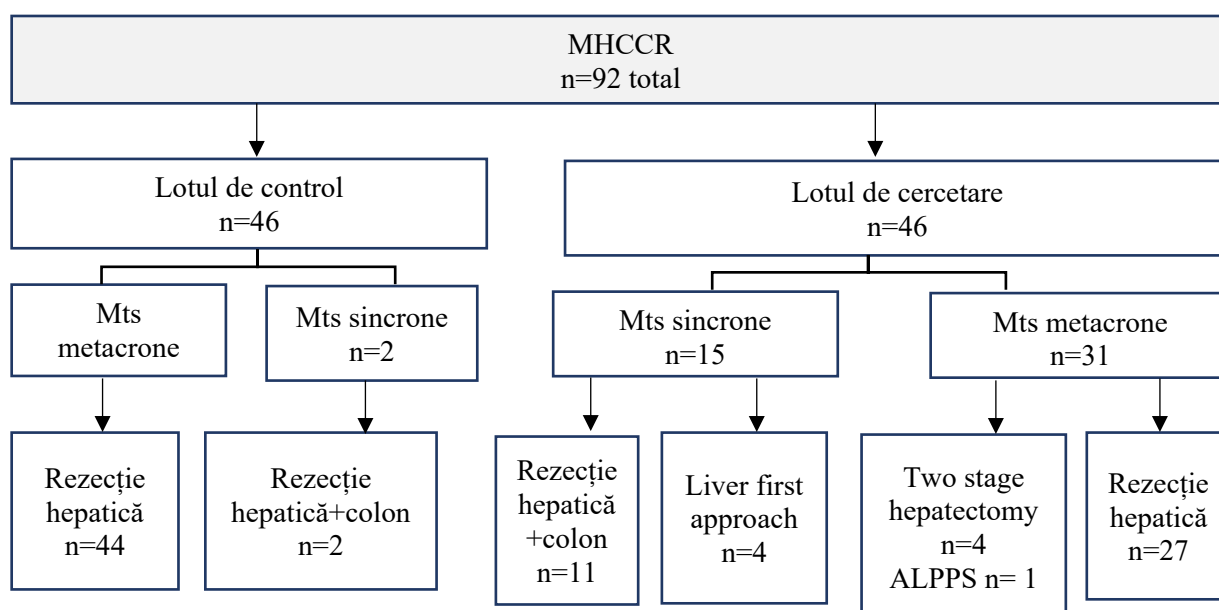 MHCCR
n=92 total
Lotul de control
n=46
Lotul de cercetare
n=46
Mts
metacrone
Mts sincrone
n=2
Mts sincrone
n=15
Mts metacrone
n=31
Rezecție
hepatică
n=44
Rezecție
hepatică+colon
n=2
Rezecție
hepatică
+colon
n=11
Liver first
approach
n=4
Two stage
hepatectomy
n=4
ALPPS n= 1
Rezecție
hepatică
n=27